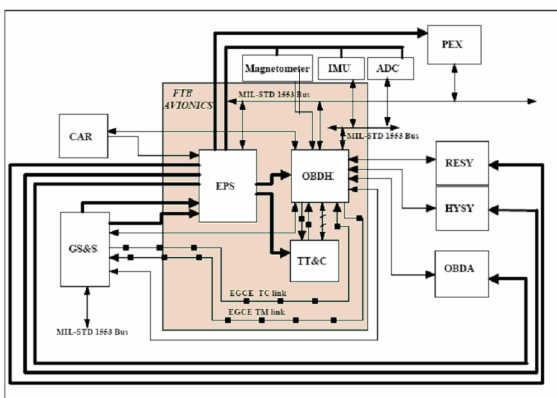 PEX
Magnetometer
IMU
ADC
FTB
AVIONICS
MIL-STD 1553 Bus
MIL-STD 1553 Bus
CAR
EPS
OBDH
RESY
HYSY
GS&S
TT&C
OBDA
EGCE TC link
EGCE TM link
MIL-STD 1553 Bus